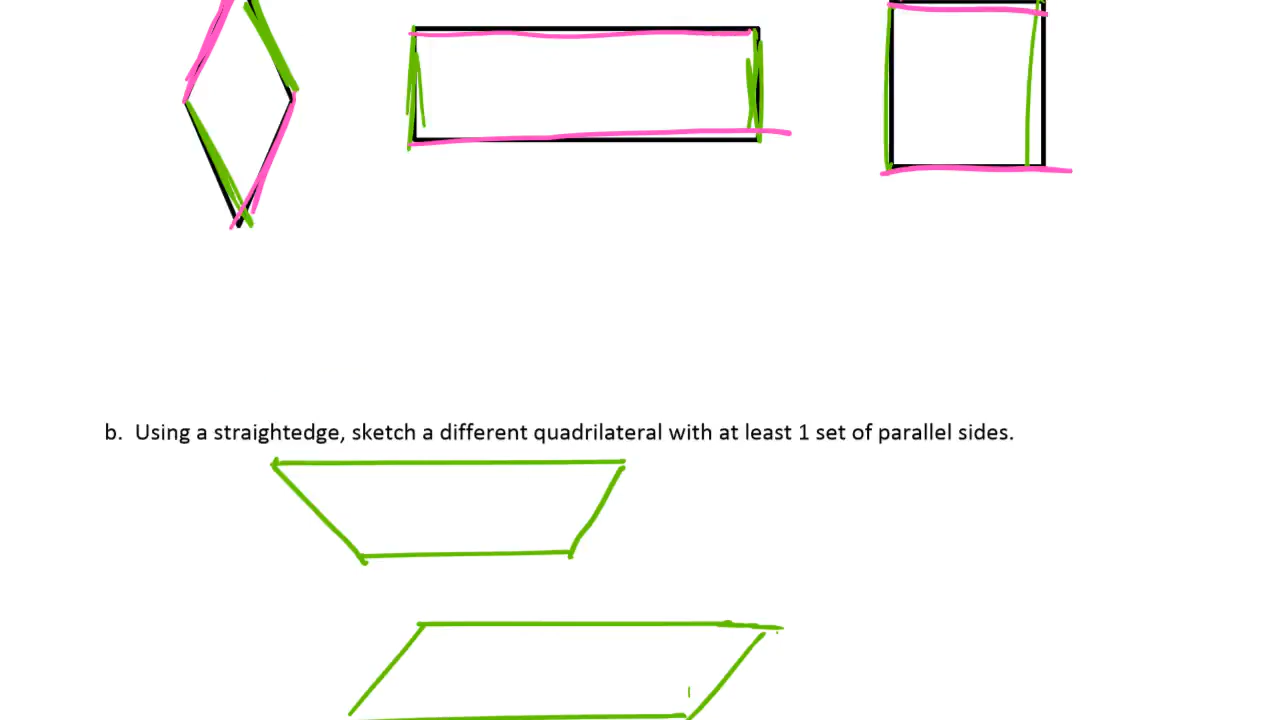 b. Using a straightedge, sketch a different quadrilateral with at least 1 set of parallel sides.